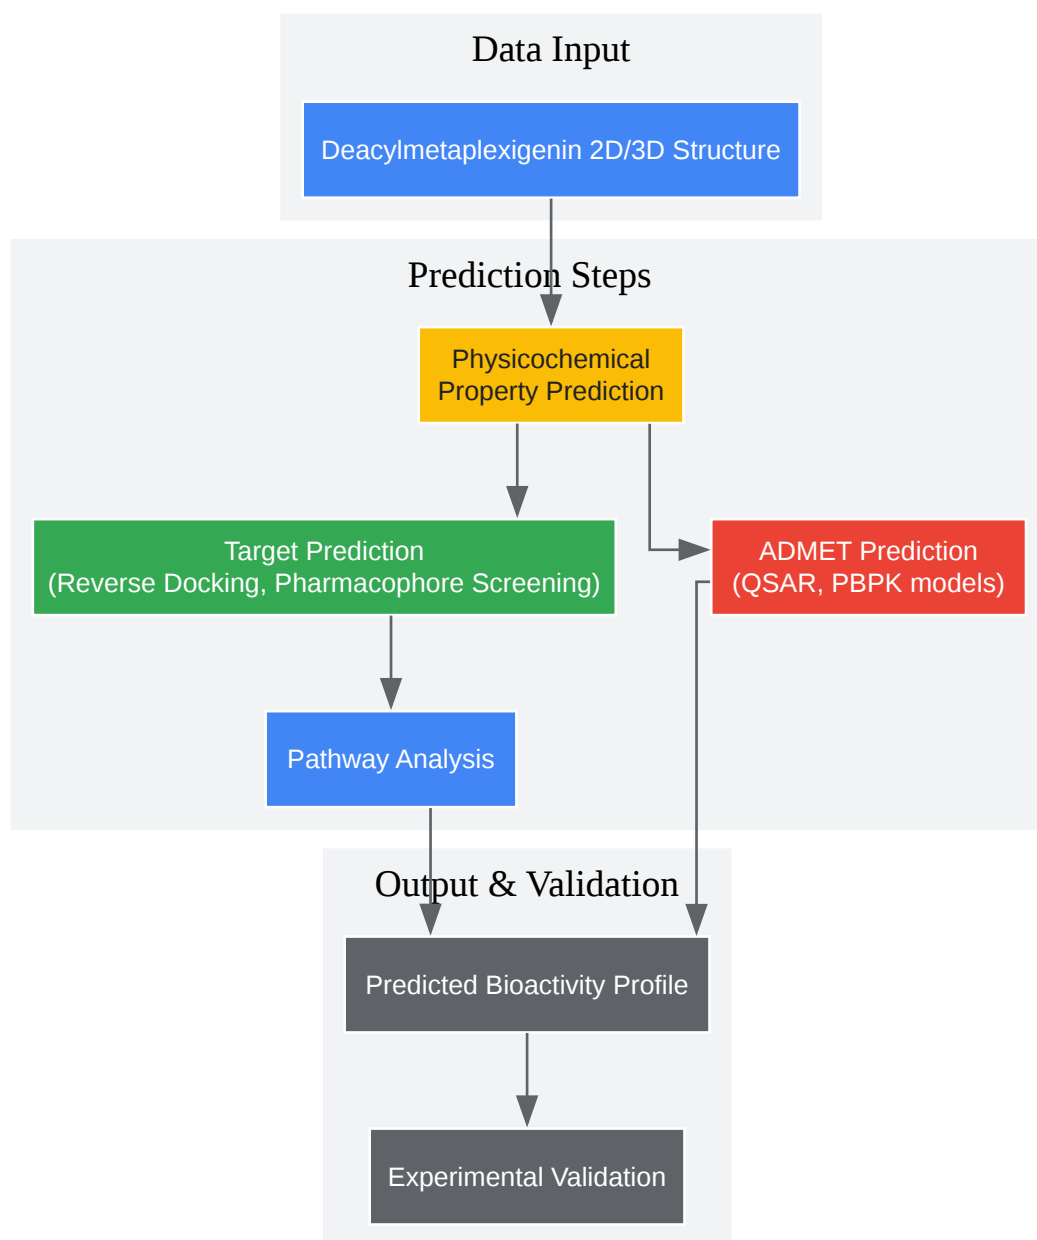 Data Input
Deacylmetaplexigenin 2D/3D Structure
Prediction Steps
Physicochemical
Property Prediction
Target Prediction
(Reverse Docking, Pharmacophore Screening)
ADMET Prediction
(QSAR, PBPK models)
Pathway Analysis
Output & Validation
Predicted Bioactivity Profile
Experimental Validation